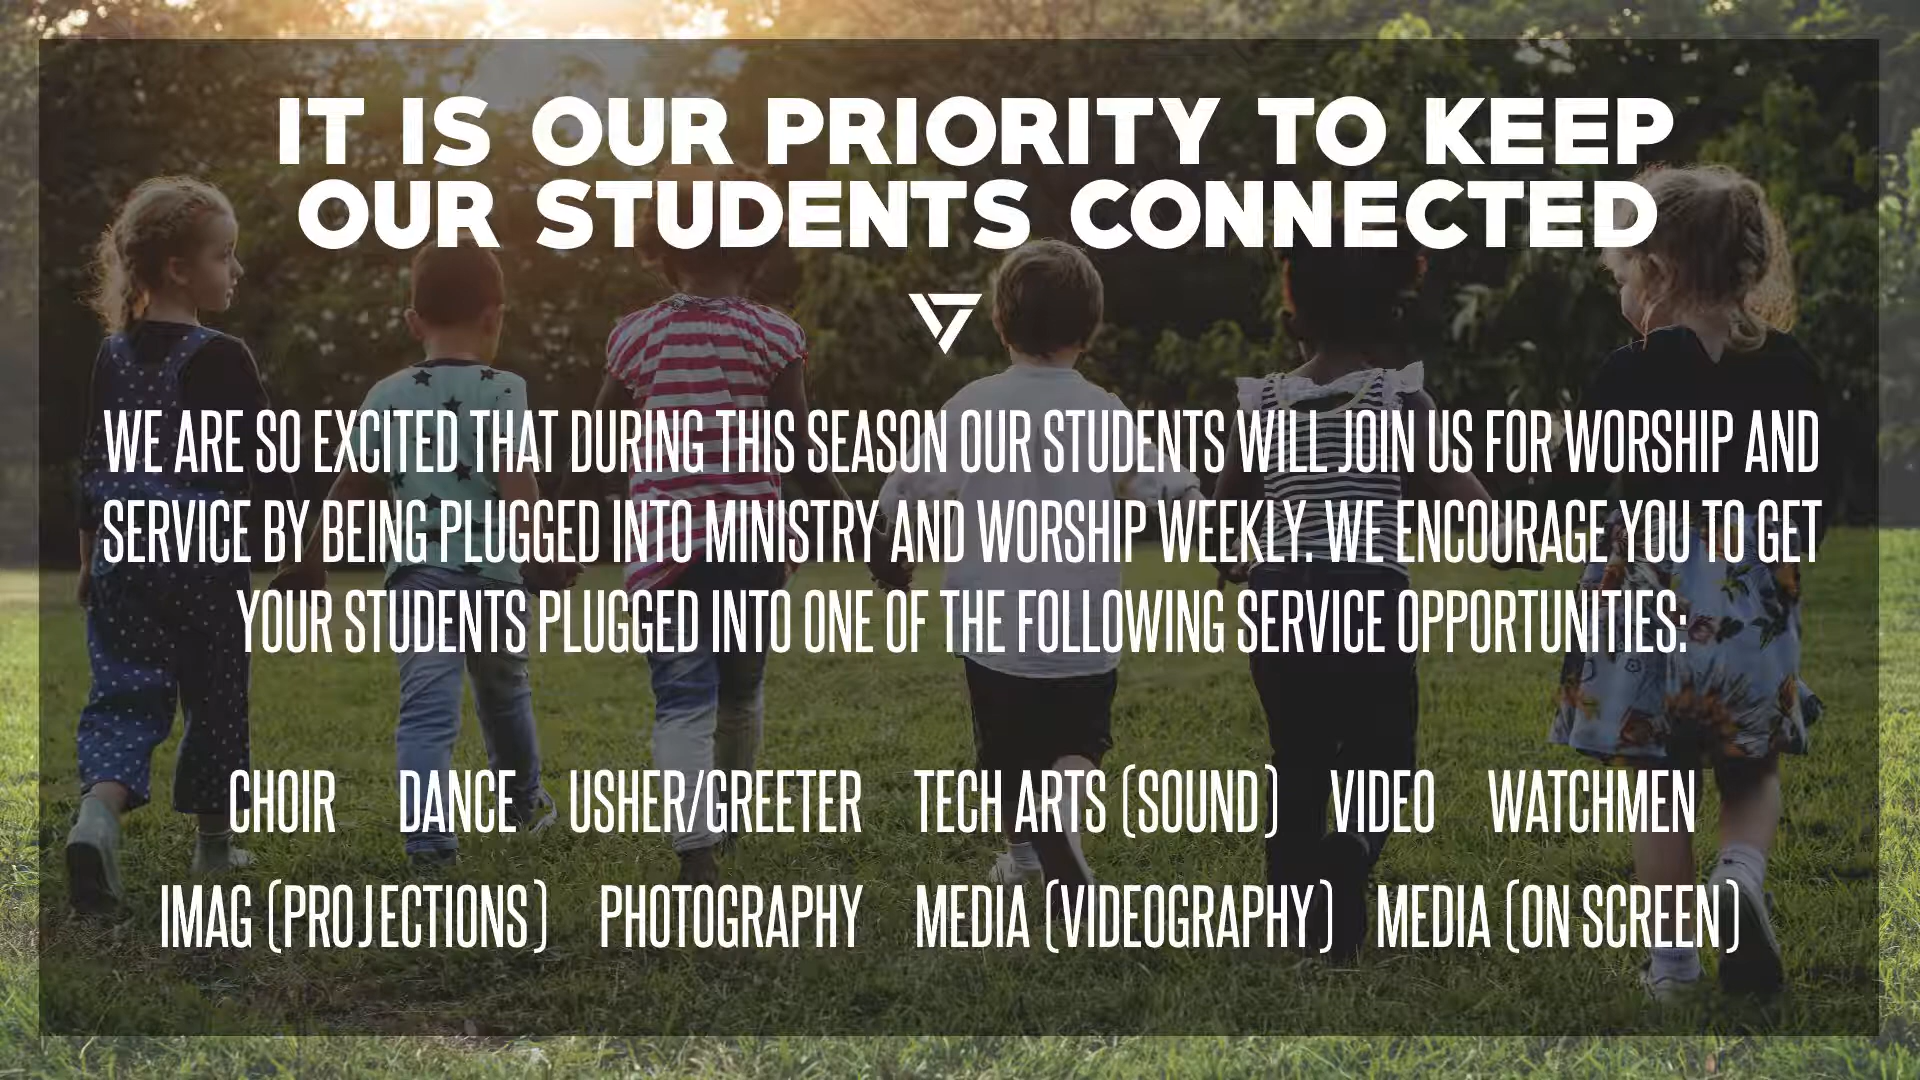 IT IS OUR PRIORITY TO KEEP
OUR STUDENTS CONNECTED
WE ARE SO EXCITED THAT DURING THIS SEASON OUR STUDENTS WILL JOIN US FOR WORSHIP AND
SERVICE BY BEING PLUGGED INTO MINISTRY AND WORSHIP WEEKLY. WE ENCOURAGE YOU TO GET
YOUR STUDENTS PLUGGED INTO ONE OF THE FOLLOWING SERVICE OPPORTUNITIES:
CHOIR DANCE USHER/GREETER TECH ARTS (SOUND) VIDEO WATCHMEN
IMAG (PROJECTIONS) PHOTOGRAPHY MEDIA (VIDEOGRAPHY) MEDIA (ON SCREEN)